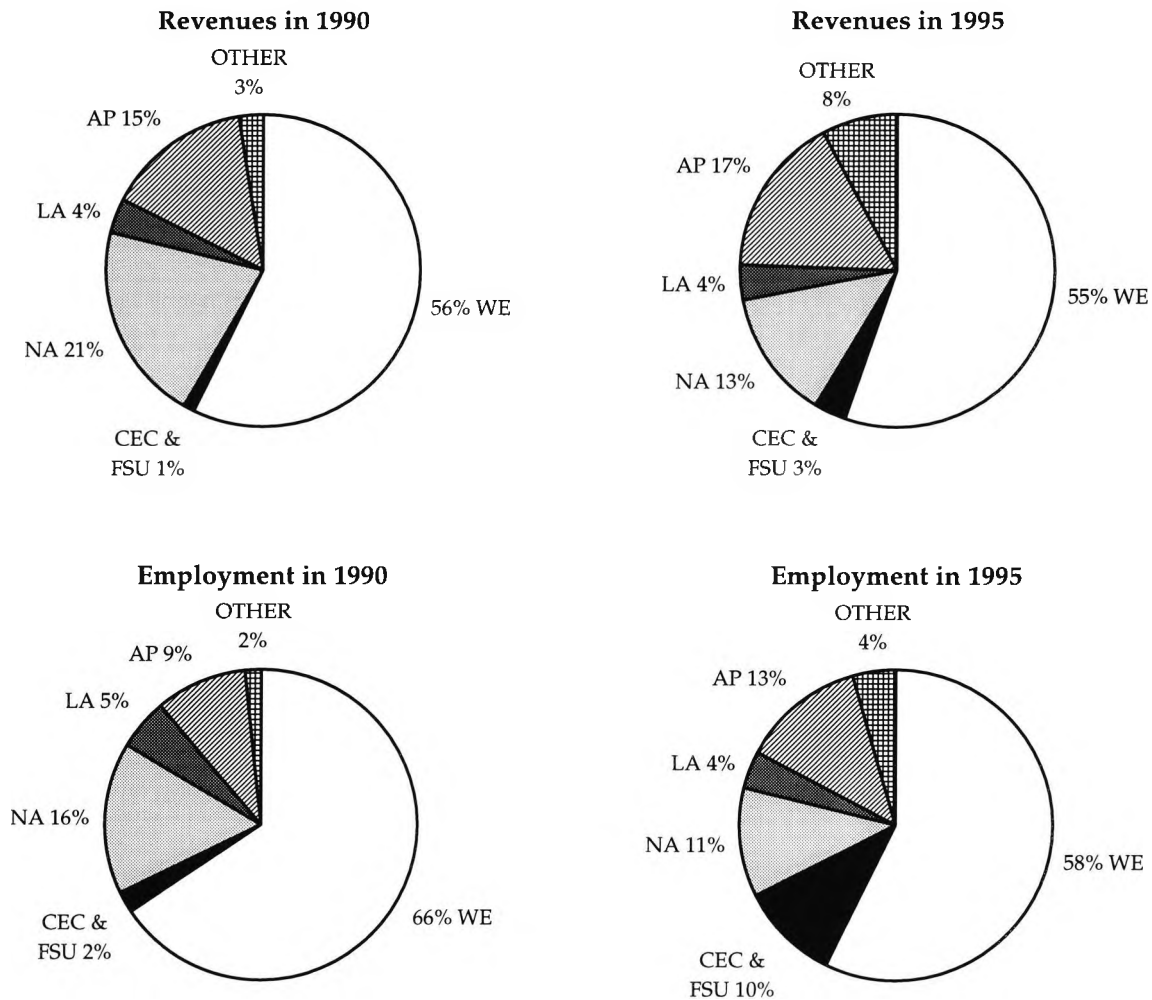 Revenues in 1990
OTHER
3%
AP 15%
LA 4%
56% WE
NA 21%
CEC &
FSU 1%
Revenues in 1995
OTHER
8%
AP 17%
LA 4%
55% WE
NA 13%
CEC &
FSU 3%
Employment in 1990
OTHER
2%
AP 9%
LA 5%
NA 16%
66% WE
CEC &
FSU 2%
Employment in 1995
OTHER
4%
AP 13%
LA 4%
NA 11%
58% WE
CEC &
FSU 10%